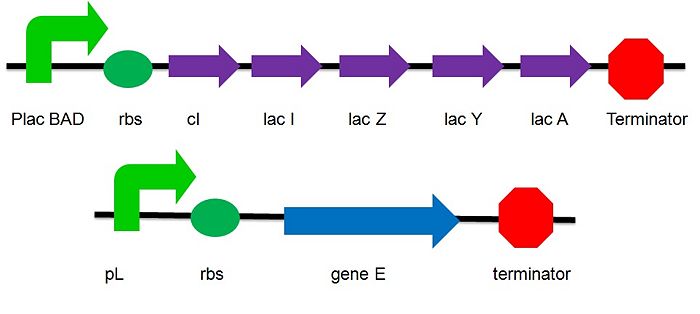 Plac BAD rbs cI lac I lac Z lac Y lac A Terminator
pL rbs gene E terminator